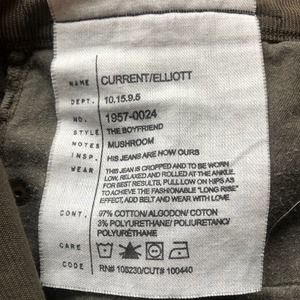 NAME CURRENT/ELLIOTT
DEPT. 10.15.9.5
NO. 1957-0024
STYLE THE BOYFRIEND
NOTES MUSHROOM
INSP. HIS JEANS ARE NOW OURS
WEAR THIS JEAN IS CROPPED AND TO BE WORN
LOW, RELAXED AND ROLLED AT THE ANKLE.
FOR BEST RESULTS, PULL LOW ON HIPS AS
TO ACHIEVE THE FASHIONABLE "LONG RISE"
EFFECT, ADD BELT AND WEAR WITH LOVE
CONT. 97% COTTON/ ALGODON/ COTON
3% POLYURETHANE/ POLIURETANO/
POLYURÉTHANE
CARE
CODE RN# 105230/CUT# 100440